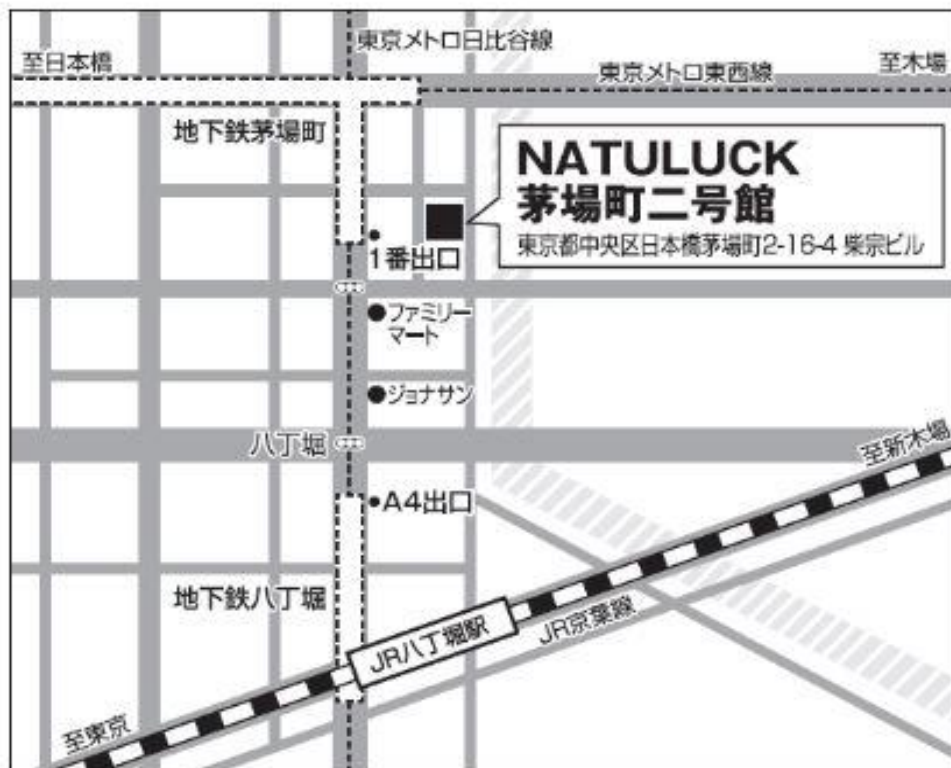 東京メトロ日比谷線
至日本橋
東京メトロ東西線
至木場
地下鉄茅場町
NATULUCK
茅場町二号館
東京都中央区日本橋茅場町2-16-4 柴宗ビル
1番出口
ファミリー
マート
ジョナサン
八丁堀
至新木場
A4出口
地下鉄八丁堀
JR八丁堀駅
JR京葉線
至東京